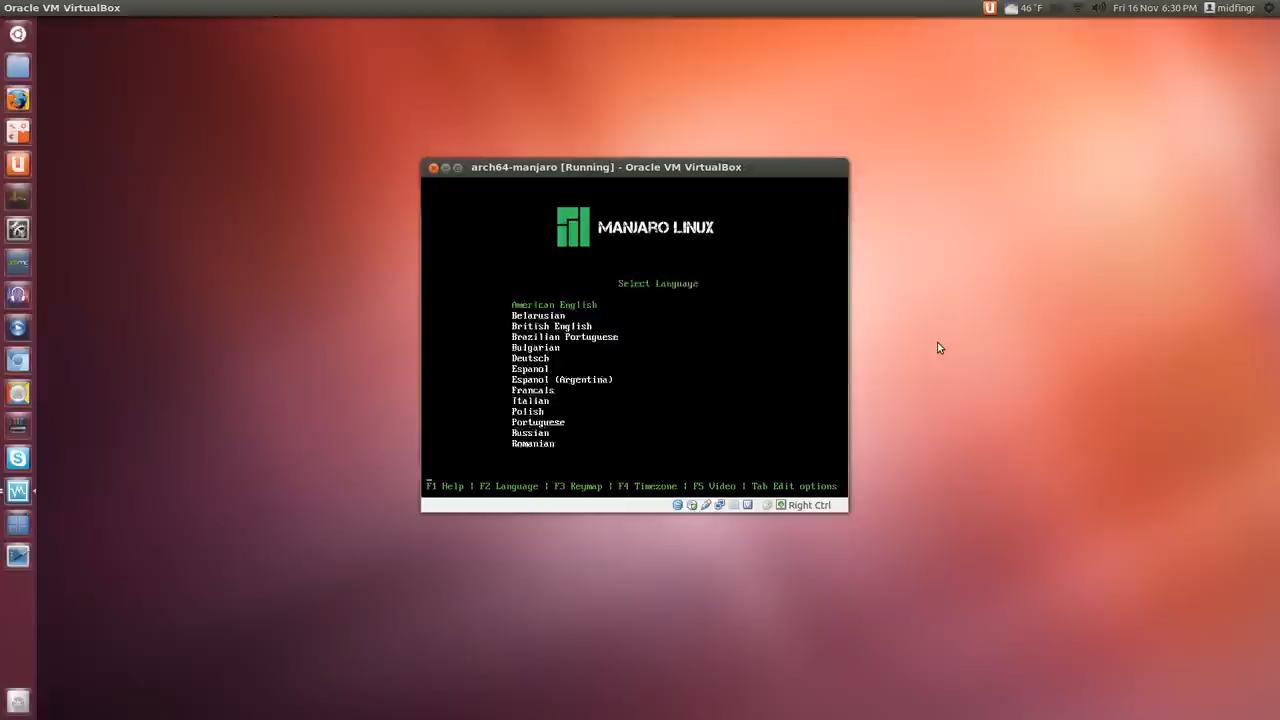 Oracle VM VirtualBox
46 °F
Fri 16 Nov 6:30 PM
midfingr
arch64-manjaro [Running] - Oracle VM VirtualBox
MANJARO LINUX
Select Language
American English
Belarusian
British English
Brazilian Portuguese
Bulgarian
Deutsch
Espanol
Espanol (Argentina)
Francais
Italian
Polish
Portuguese
Russian
Romanian
F1 Help | F2 Language | F3 Keymap | F4 Timezone | F5 Video | Tab Edit options
Right Ctrl